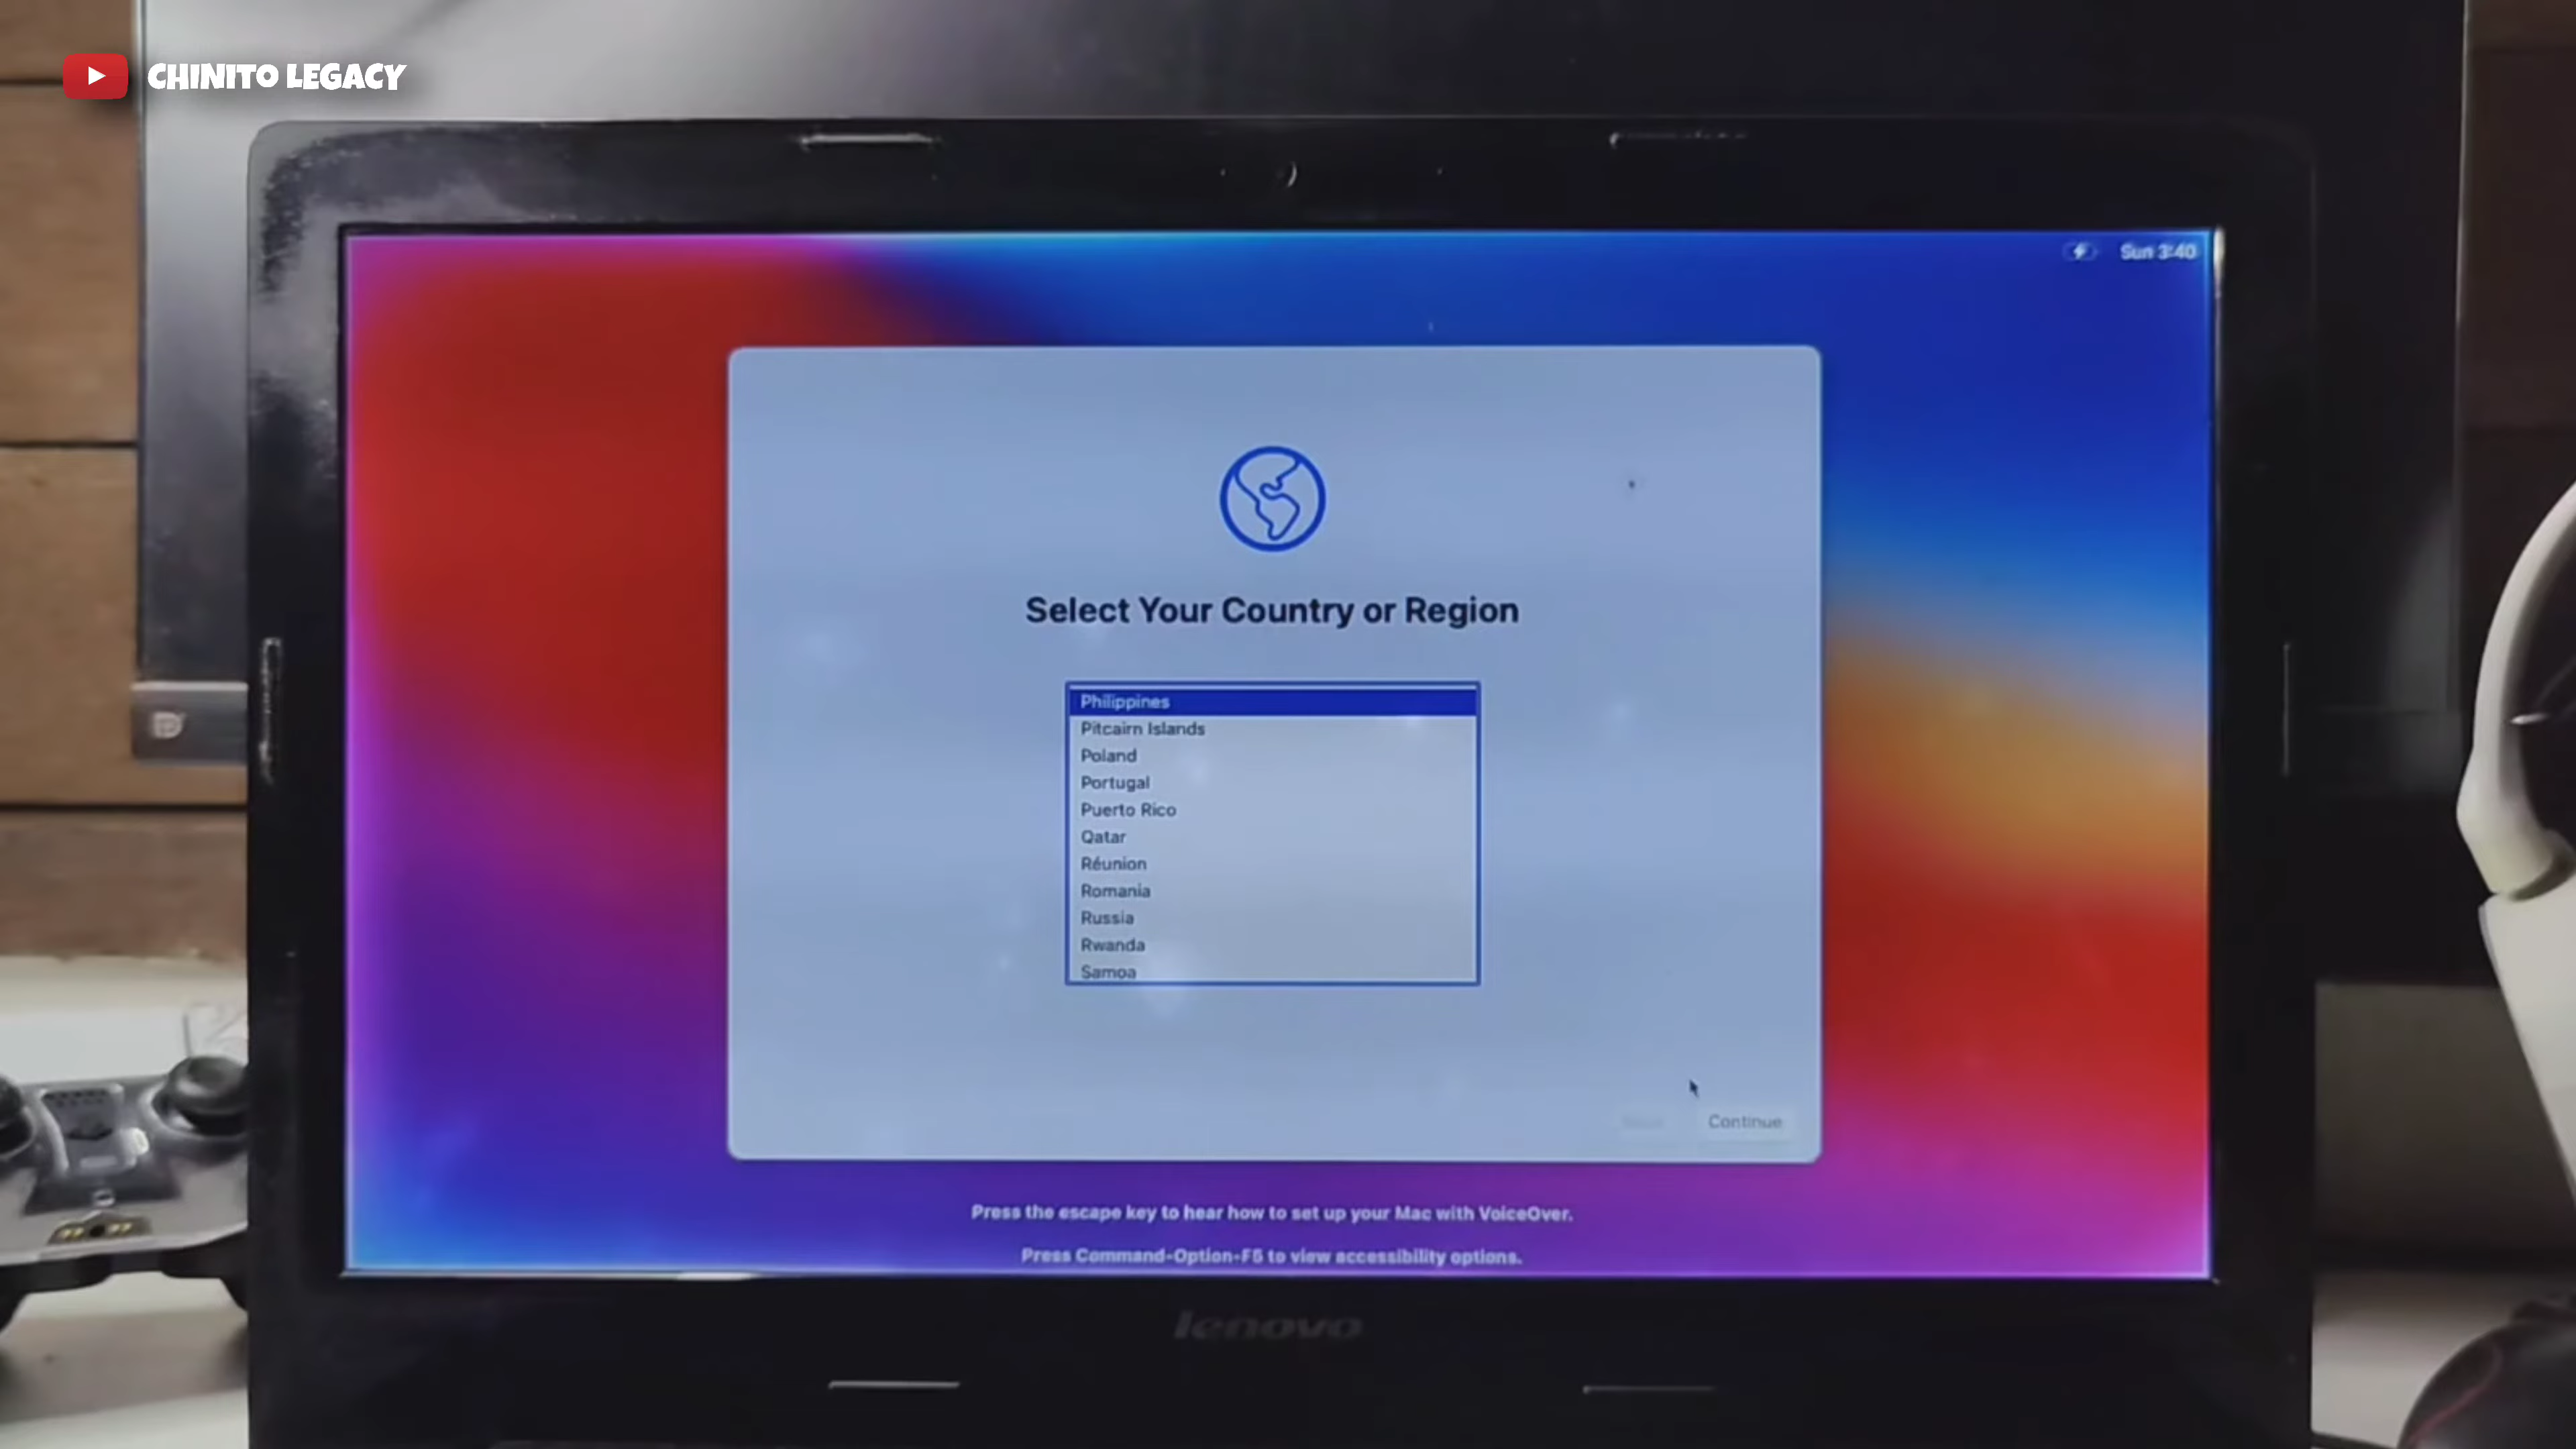 CHINITO LEGACY
Sun 3:40
Select Your Country or Region
Philippines
Pitcairn Islands
Poland
Portugal
Puerto Rico
Qatar
Réunion
Romania
Russia
Rwanda
Samoa
Continue
Press the escape key to hear how to set up your Mac with VoiceOver.
Press Command-Option-F5 to view accessibility options.
lenovo